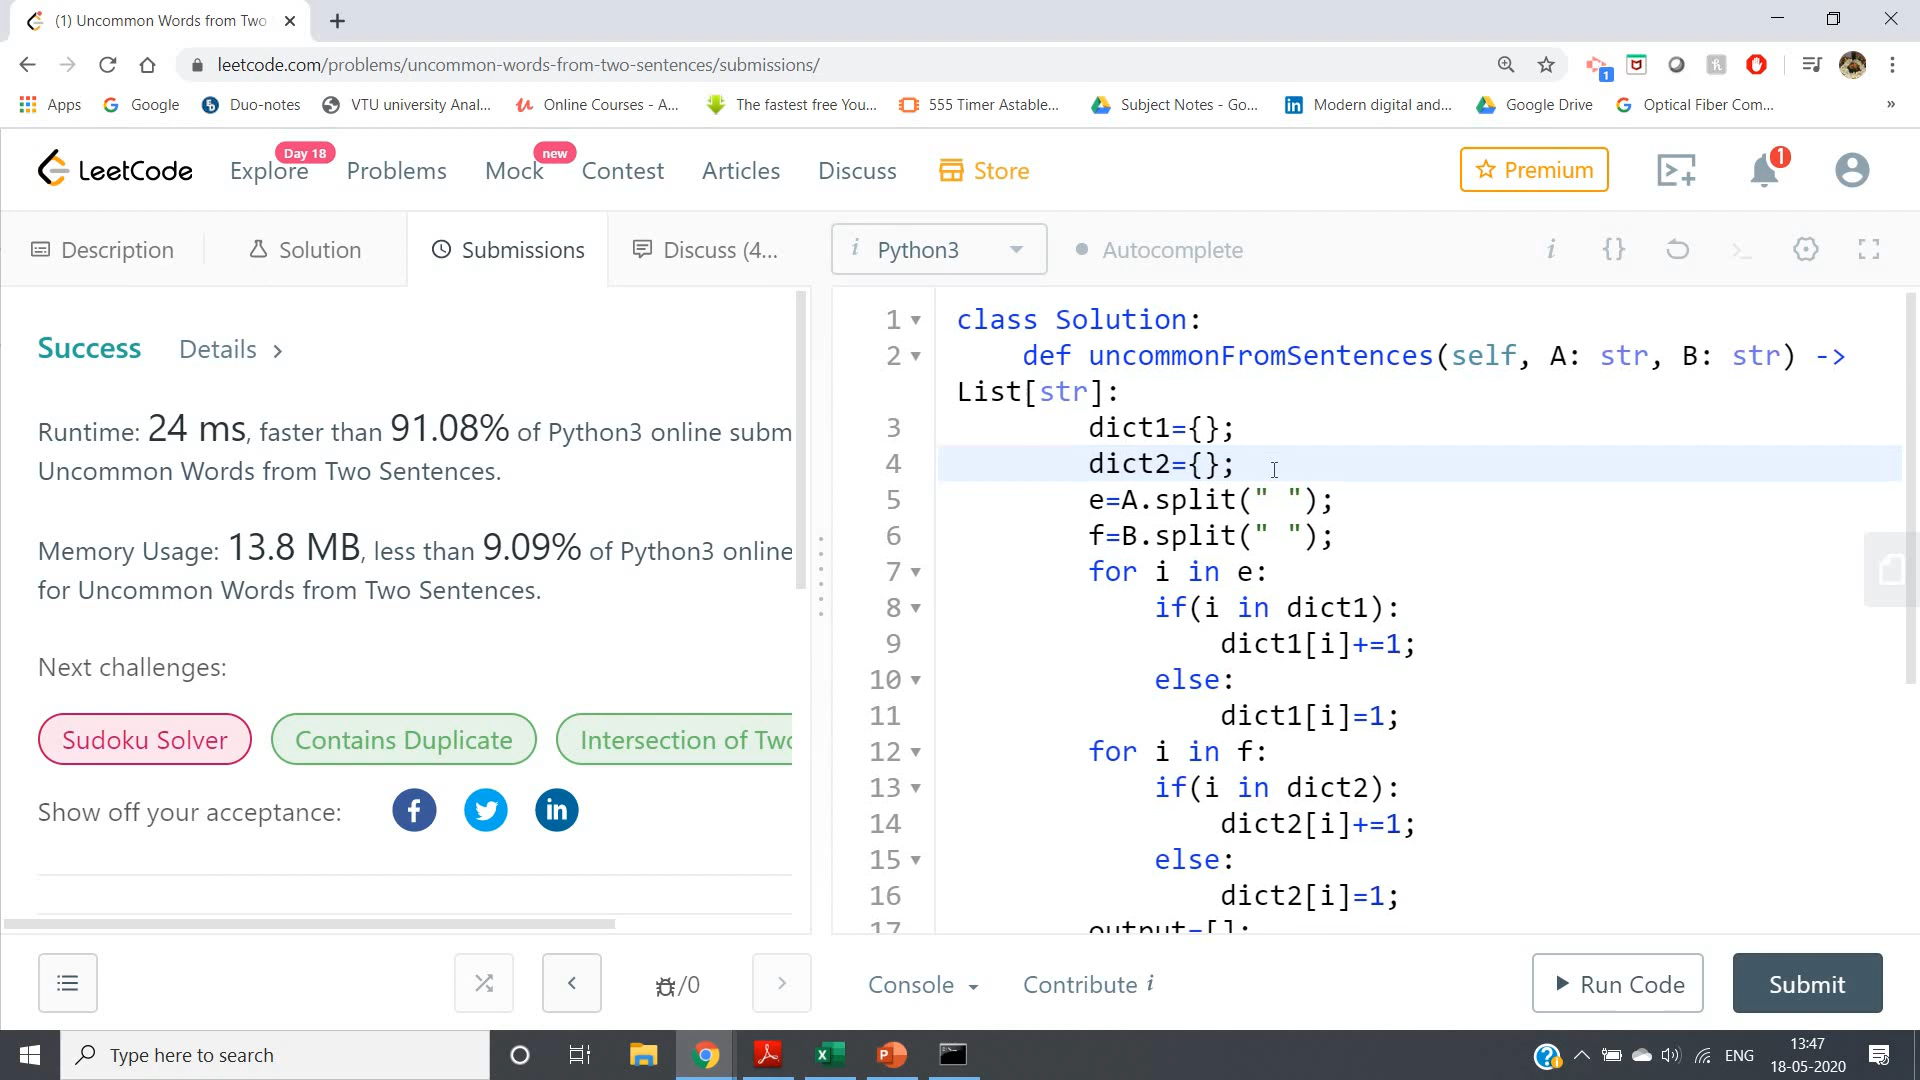 (1) Uncommon Words from Two
leetcode.com/problems/uncommon-words-from-two-sentences/submissions/
1
Apps Google Duo-notes VTU university Anal... Online Courses - A... The fastest free You... 555 Timer Astable... Subject Notes - Go... Modern digital and... Google Drive Optical Fiber Com... »
LeetCode Explore Day 18 Problems Mock new Contest Articles Discuss Store Premium 1
Description Solution Submissions Discuss (4... i Python3 Autocomplete i {}
Success Details >
Runtime: 24 ms, faster than 91.08% of Python3 online subm
Uncommon Words from Two Sentences.
Memory Usage: 13.8 MB, less than 9.09% of Python3 online
for Uncommon Words from Two Sentences.
Next challenges:
Sudoku Solver Contains Duplicate Intersection of Two
Show off your acceptance:
1 class Solution:
2 def uncommonFromSentences(self, A: str, B: str) ->
List[str]:
3 dict1={};
4 dict2={};
5 e=A.split(" ");
6 f=B.split(" ");
7 for i in e:
8 if(i in dict1):
9 dict1[i]+=1;
10 else:
11 dict1[i]=1;
12 for i in f:
13 if(i in dict2):
14 dict2[i]+=1;
15 else:
16 dict2[i]=1;
17 output=[];
/0 Console Contribute i Run Code Submit
Type here to search
ENG
13:47
18-05-2020